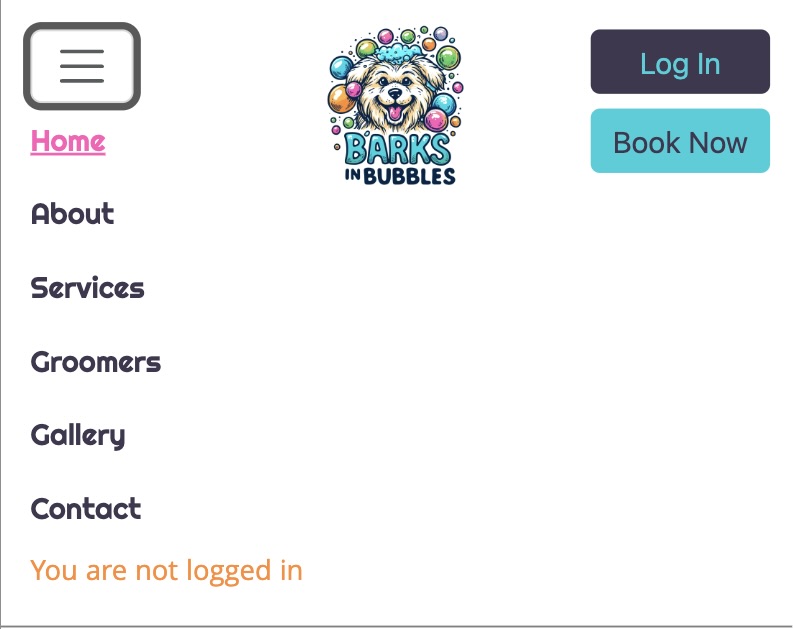 BARKS
IN BUBBLES
Log In
Book Now
Home
About
Services
Groomers
Gallery
Contact
You are not logged in